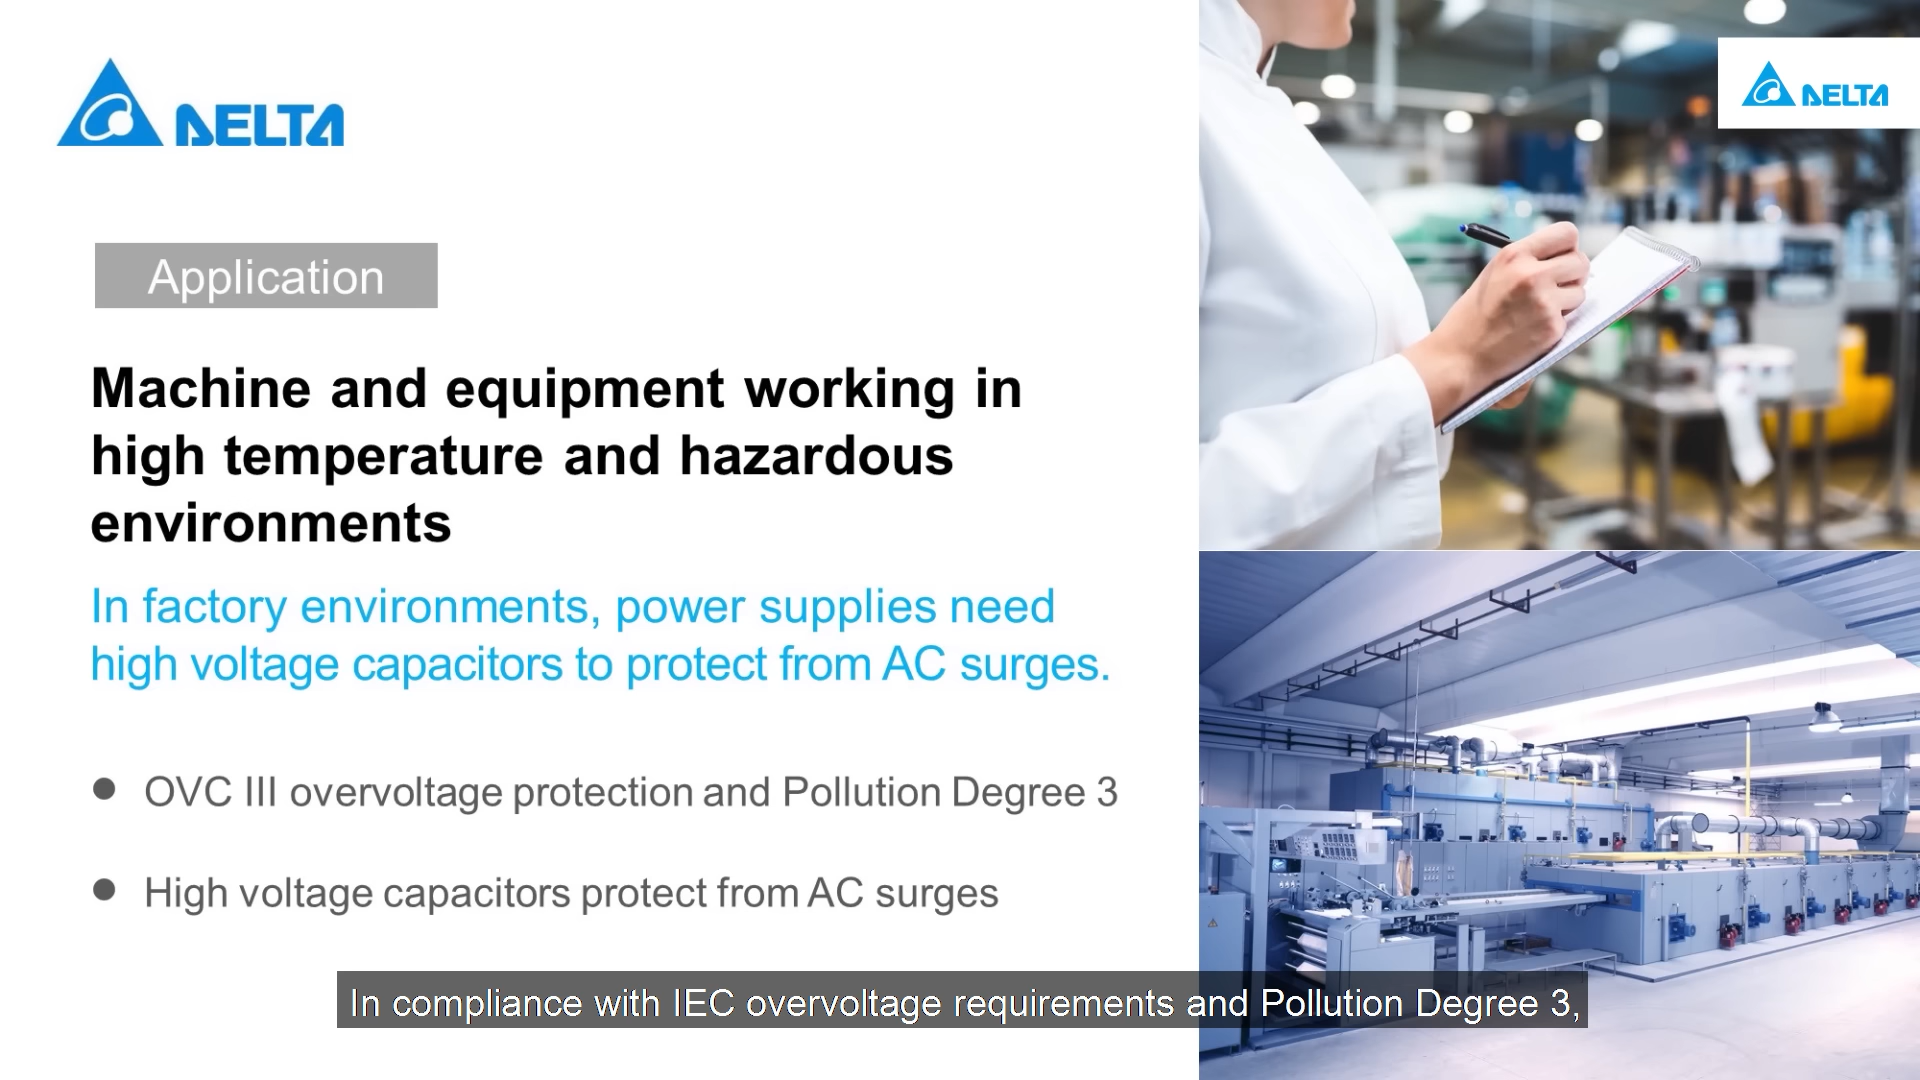 DELTA
DELTA
Application
Machine and equipment working in
high temperature and hazardous
environments
In factory environments, power supplies need
high voltage capacitors to protect from AC surges.
● OVC III overvoltage protection and Pollution Degree 3
● High voltage capacitors protect from AC surges
In compliance with IEC overvoltage requirements and Pollution Degree 3,